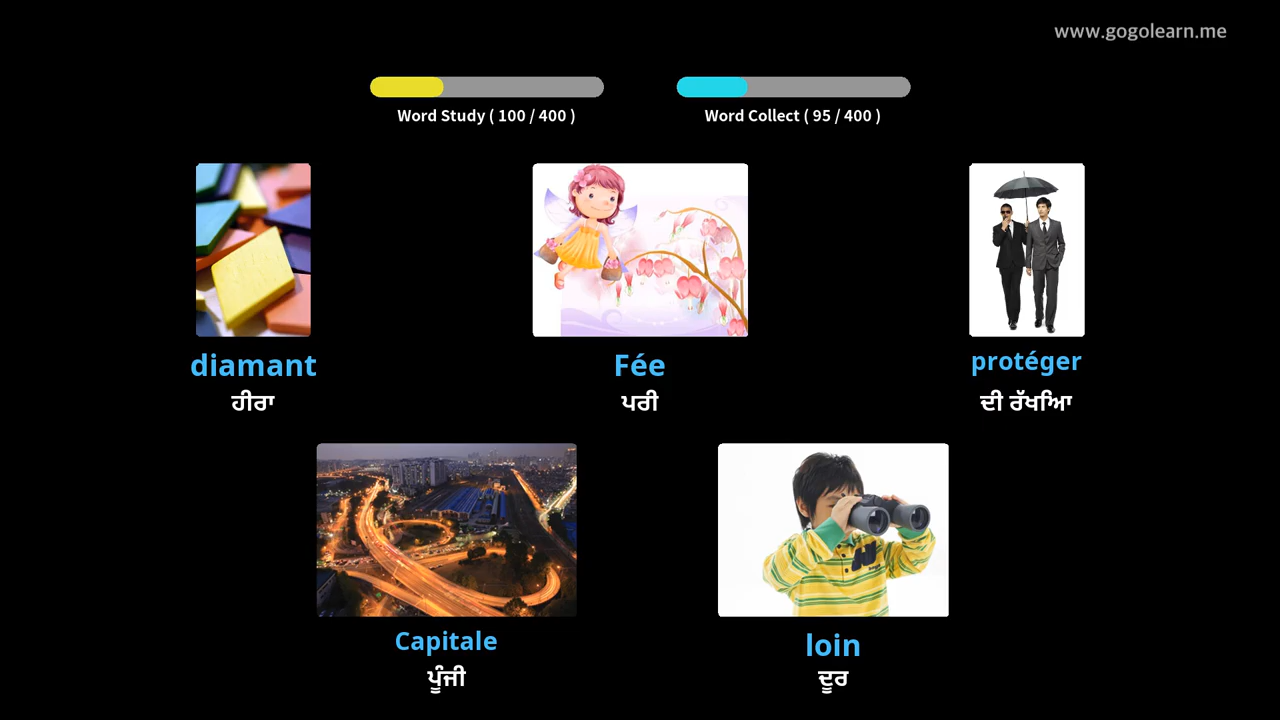 www.gogolearn.me
Word Study ( 100 / 400 )
Word Collect ( 95 / 400 )
diamant
ਹੀਰਾ
Fée
ਪਰੀ
protéger
ਦੀ ਰੱਖਿਆ
Capitale
ਪੂੰਜੀ
loin
ਦੂਰ